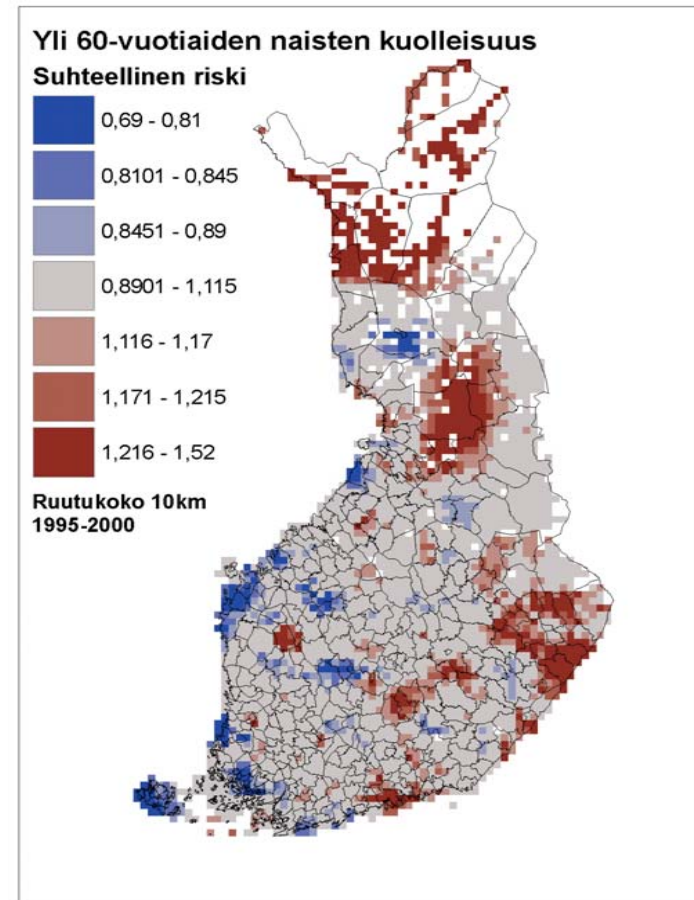 Yli 60-vuotiaiden naisten kuolleisuus
Suhteellinen riski
0,69 - 0,81
0,8101 - 0,845
0,8451 - 0,89
0,8901 - 1,115
1,116 - 1,17
1,171 - 1,215
1,216 - 1,52
Ruutukoko 10km
1995-2000